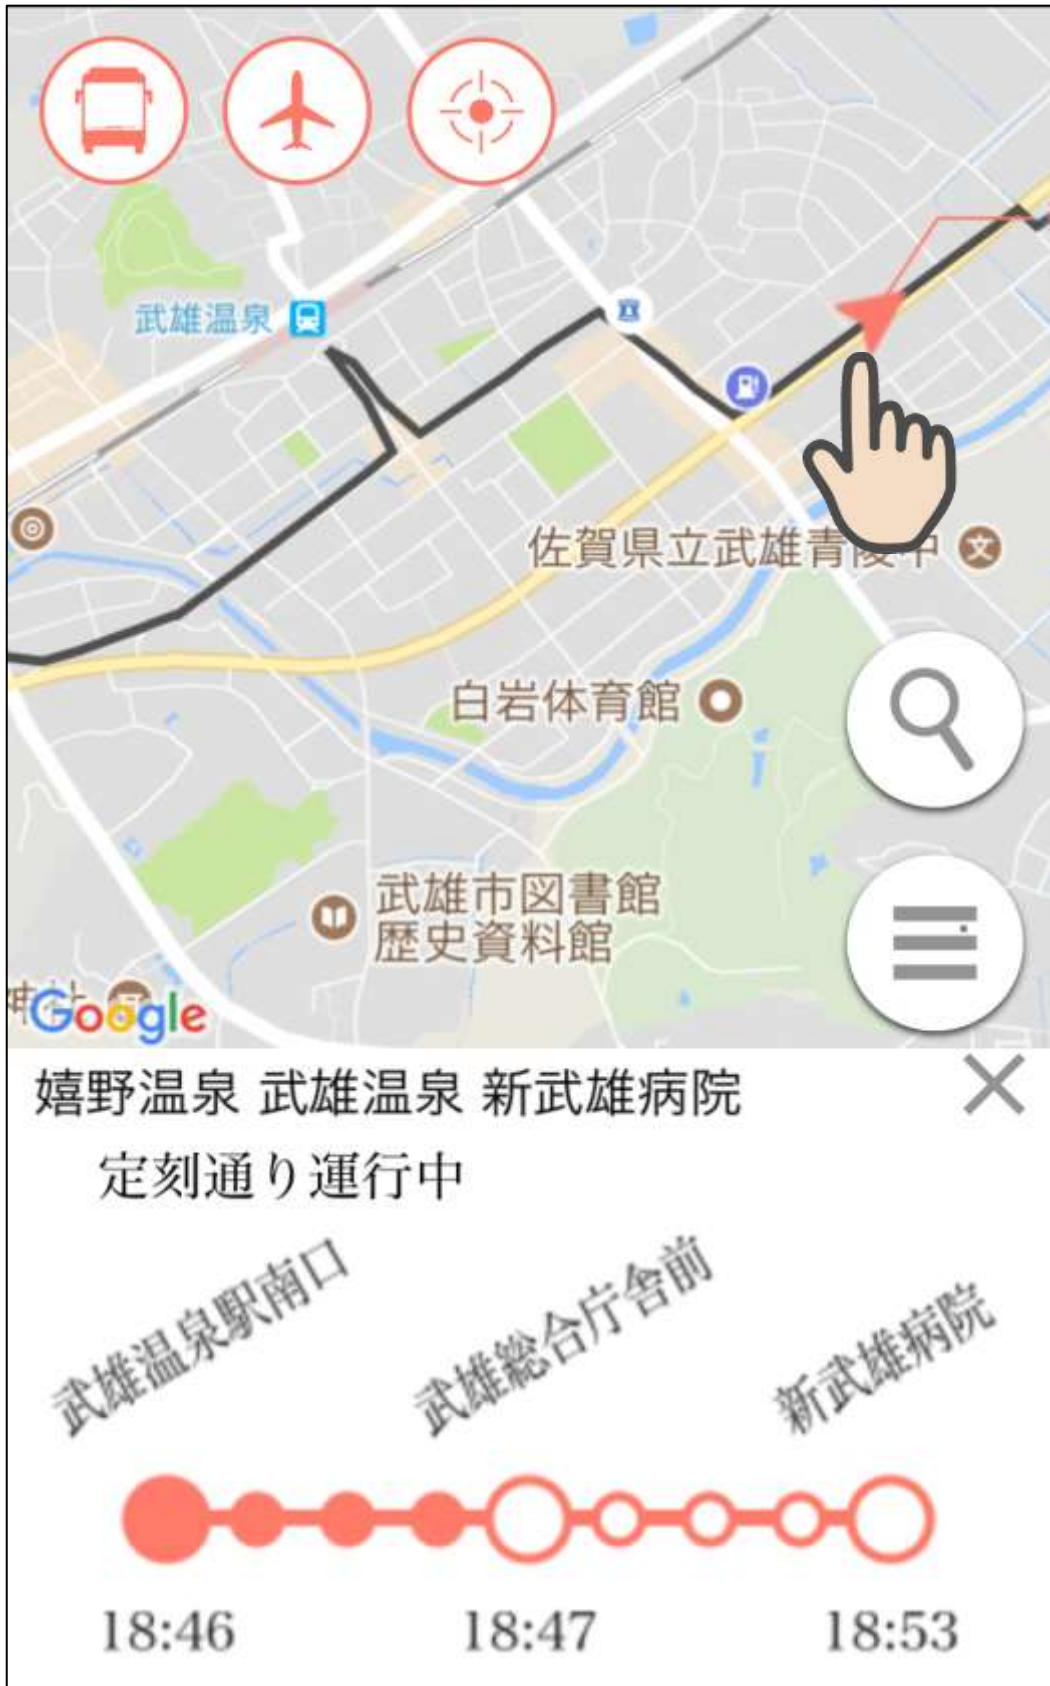 武雄温泉
佐賀県立武雄青陵中
文
白岩体育館
武雄市図書館
歴史資料館
神社
Google
嬉野温泉 武雄温泉 新武雄病院
定刻通り運行中
武雄温泉駅南口
武雄総合庁舎前
新武雄病院
18:46
18:47
18:53